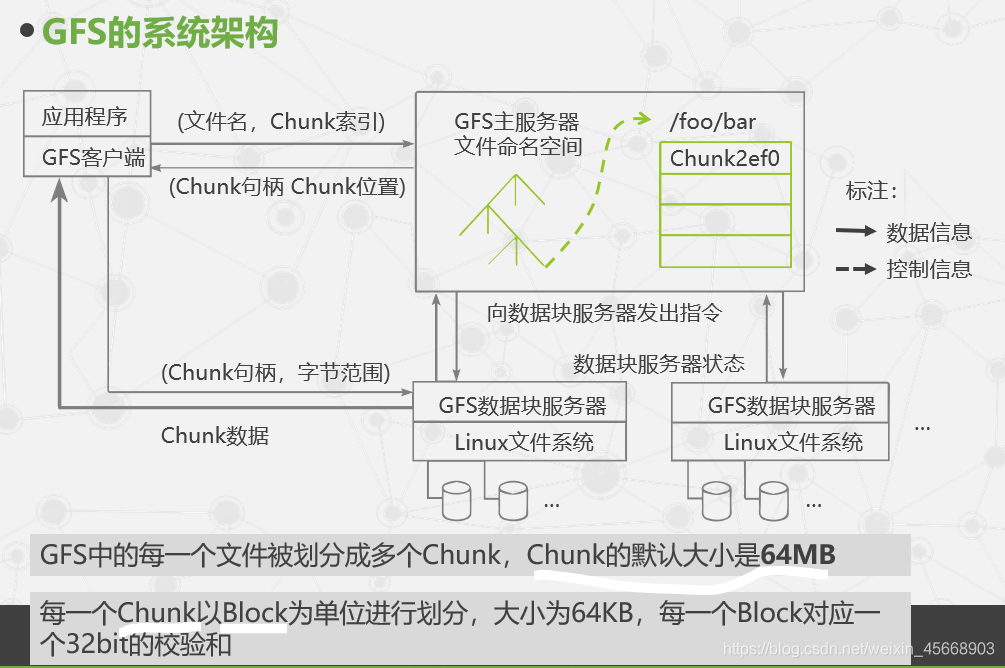 GFS的系统架构
应用程序
GFS客户端
(文件名，Chunk索引)
(Chunk句柄 Chunk位置)
GFS主服务器
文件命名空间
/foo/bar
Chunk2ef0
标注：
数据信息
控制信息
向数据块服务器发出指令
数据块服务器状态
(Chunk句柄，字节范围)
Chunk数据
GFS数据块服务器
Linux文件系统
...
GFS数据块服务器
Linux文件系统
...
...
GFS中的每一个文件被划分成多个Chunk，Chunk的默认大小是64MB
每一个Chunk以Block为单位进行划分，大小为64KB，每一个Block对应一
个32bit的校验和
https://blog.csdn.net/weixin_45668903